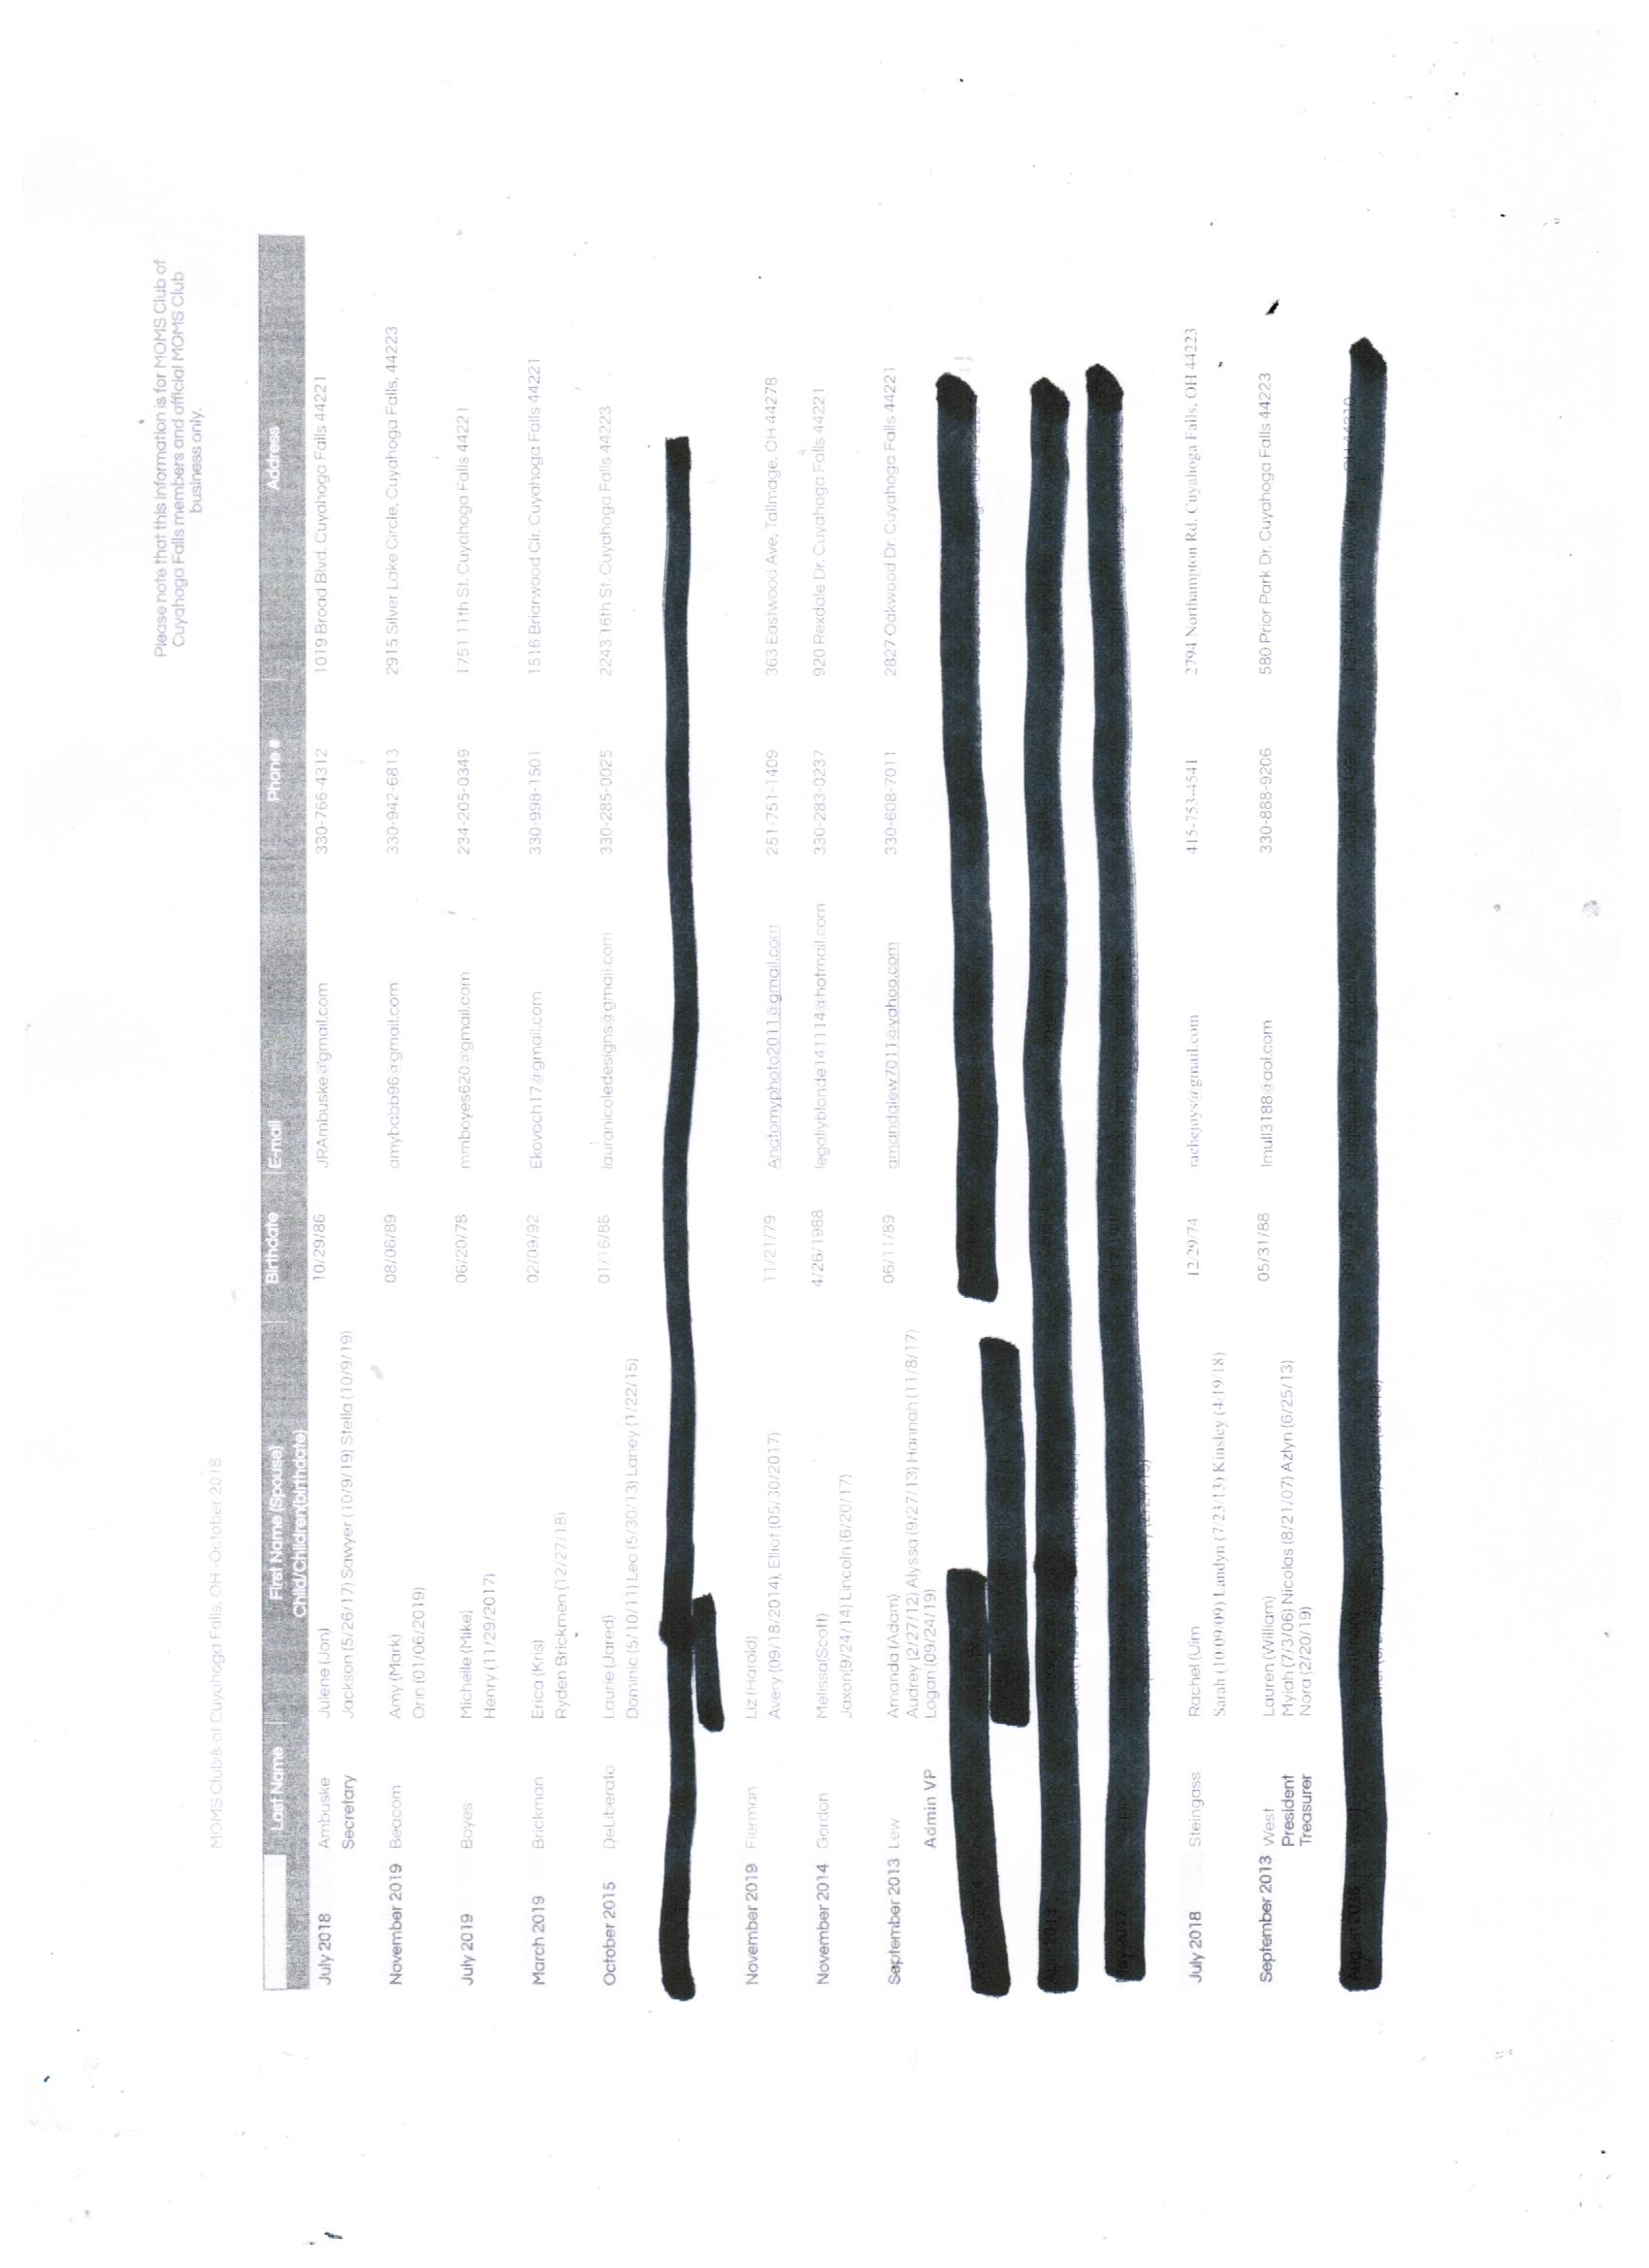 Please note that this information is for MOMS Club of
Cuyahoga Falls members and official MOMS Club
business only.
MOMS Club® of Cuyahoga Falls, OH -October 2018
Last Name First Name (Spouse) Birthdate E-mail Phone # Address
Child/Children(birthdate)
July 2018 Ambuske Julene (Jon) 10/29/86 JRAmbuske@gmail.com 330-766-4312 1019 Broad Blvd. Cuyahoga Falls 44221
Secretary Jackson (5/26/17) Sawyer (10/9/19) Stella (10/9/19)
November 2019 Beacom Amy (Mark) 08/06/89 amybabb96@gmail.com 330-942-6813 2915 Silver Lake Circle, Cuyahoga Falls, 44223
Orin (01/06/2019)
July 2019 Boyes Michelle (Mike) 06/20/78 mmboyes620@gmail.com 234-205-0349 1751 11th St. Cuyahoga Falls 44221
Henry (11/29/2017)
March 2019 Brickman Erica (Kris) 02/09/92 Ekovach17@gmail.com 330-998-1501 1516 Briarwood Cir. Cuyahoga Falls 44221
Ryden Brickmen (12/27/18)
October 2015 DeLiberato Laurie (Jared) 01/16/86 lauranicoledesigns@gmail.com 330-285-0025 2243 16th St. Cuyahoga Falls 44223
Dominic (5/10/11) Leo (5/30/13) Laney (1/22/15)
November 2019 Fierman Liz (Harold) 11/21/79 Anatomyphoto2011@gmail.com 251-751-1409 363 Eastwood Ave, Tallmage, OH 44278
Avery (09/18/2014), Elliot (05/30/2017)
November 2014 Gordon Melissa(Scott) 4/26/1988 legallyblonde141114@hotmail.com 330-283-0237 920 Rexdale Dr. Cuyahoga Falls 44221
Jaxon(9/24/14) Lincoln (6/20/17)
September 2013 Lew Amanda (Adam) 06/11/89 amandalew7011@yahoo.com 330-608-7011 2827 Oakwood Dr. Cuyahoga Falls 44221
Audrey (2/27/12) Alyssa (9/27/13) Hannah (11/8/17)
Admin VP Logan (09/24/19)
July 2018 Steingass Rachel (Jim 12/29/74 rachejoys@gmail.com 415-753-4541 2794 Northampton Rd. Cuyahoga Falls, OH 44223
Sarah (10/09/09) Landyn (7/23/13) Kinsley (4/19/18)
September 2013 West Lauren (William) 05/31/88 lmull3188@aol.com 330-888-9206 580 Prior Park Dr. Cuyahoga Falls 44223
President Myiah (7/3/06) Nicolas (8/21/07) Azlyn (6/25/13)
Treasurer Nora (2/20/19)